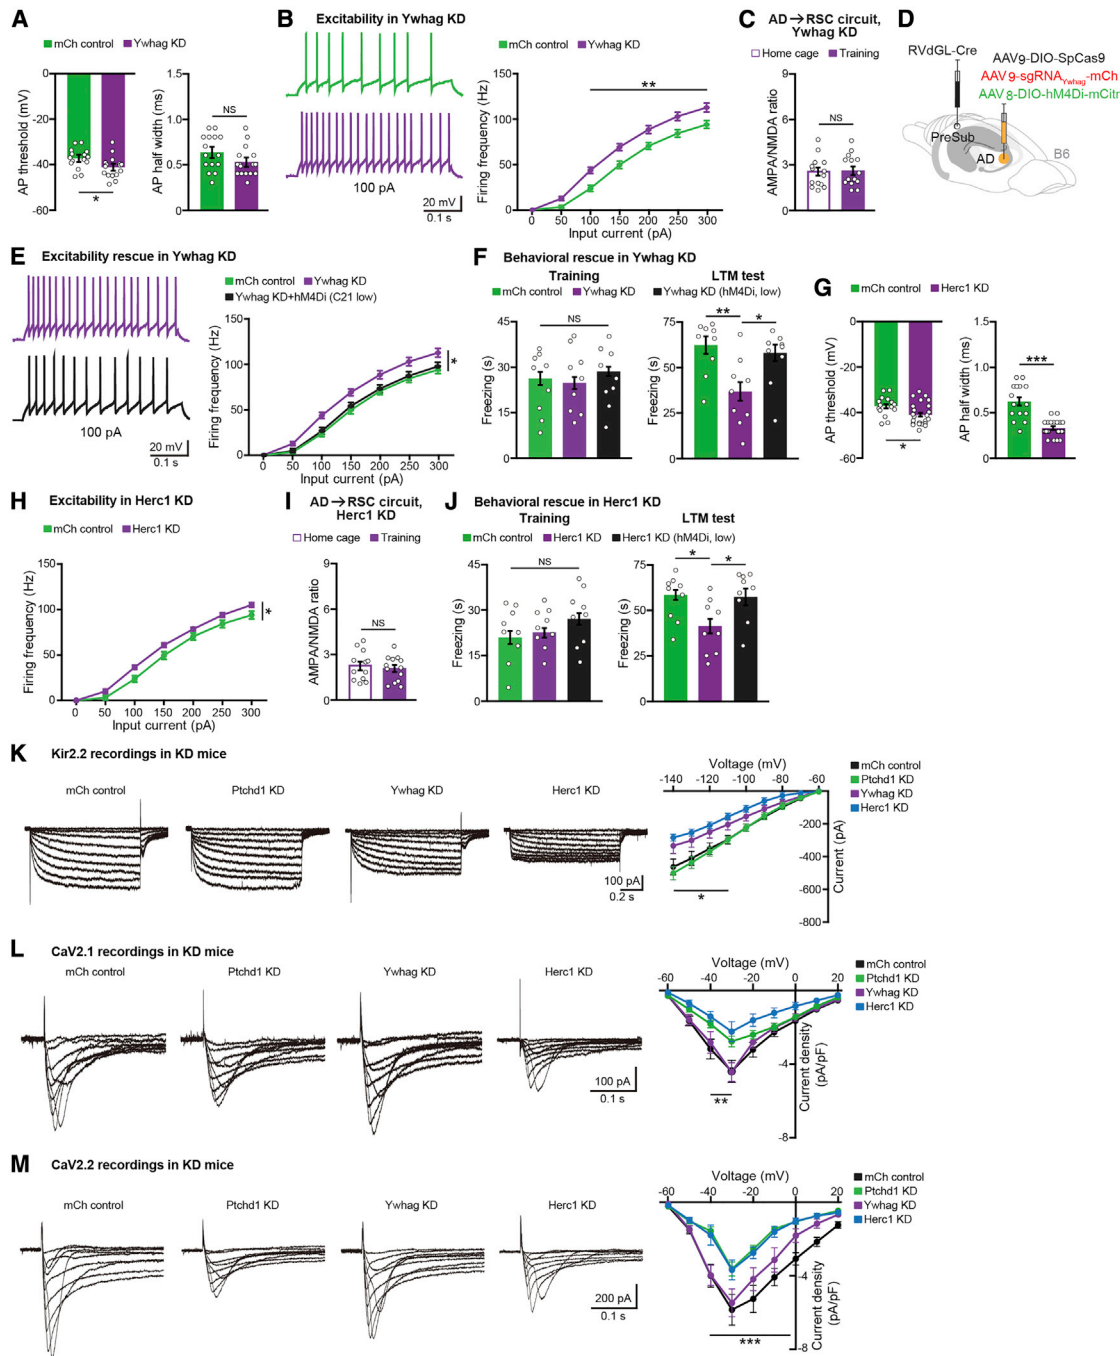 A
mCh control Ywhag KD
AP threshold (mV)
0
-20
-40
-60
*
AP half width (ms)
1.5
1.0
0.5
0
NS
B Excitability in Ywhag KD
100 pA
20 mV
0.1 s
mCh control Ywhag KD
Firing frequency (Hz)
150
100
50
0
**
0 50 100 150 200 250 300
Input current (pA)
C AD→RSC circuit,
Ywhag KD
Home cage Training
AMPA/NMDA ratio
9
6
3
0
NS
D
RVdGL-Cre
AAV9-DIO-SpCas9
AAV9-sgRNAYwhag-mCh
AAV8-DIO-hM4Di-mCitr
PreSub
AD
B6
E Excitability rescue in Ywhag KD
100 pA
20 mV
0.1 s
mCh control Ywhag KD
Ywhag KD+hM4Di (C21 low)
Firing frequency (Hz)
150
100
50
0
*
0 50 100 150 200 250 300
Input current (pA)
F Behavioral rescue in Ywhag KD
Training LTM test
mCh control Ywhag KD Ywhag KD (hM4Di, low)
Freezing (s)
45
30
15
0
NS
Freezing (s)
75
50
25
0
** *
G
mCh control Herc1 KD
AP threshold (mV)
0
-20
-40
-60
*
AP half width (ms)
1.5
1.0
0.5
0
***
H Excitability in Herc1 KD
mCh control Herc1 KD
Firing frequency (Hz)
150
100
50
0
*
0 50 100 150 200 250 300
Input current (pA)
I AD→RSC circuit,
Herc1 KD
Home cage Training
AMPA/NMDA ratio
9
6
3
0
NS
J Behavioral rescue in Herc1 KD
Training LTM test
mCh control Herc1 KD Herc1 KD (hM4Di, low)
Freezing (s)
45
30
15
0
NS
Freezing (s)
75
50
25
0
* *
K Kir2.2 recordings in KD mice
mCh control Ptchd1 KD Ywhag KD Herc1 KD
100 pA
0.2 s
Voltage (mV)
-140 -120 -100 -80 -60
-200
-400
-600
-800
Current (pA)
*
mCh control
Ptchd1 KD
Ywhag KD
Herc1 KD
L CaV2.1 recordings in KD mice
mCh control Ptchd1 KD Ywhag KD Herc1 KD
100 pA
0.1 s
Voltage (mV)
-60 -40 -20 0 20
-4
-8
Current density
(pA/pF)
**
mCh control
Ptchd1 KD
Ywhag KD
Herc1 KD
M CaV2.2 recordings in KD mice
mCh control Ptchd1 KD Ywhag KD Herc1 KD
200 pA
0.1 s
Voltage (mV)
-60 -40 -20 0 20
-4
-8
Current density
(pA/pF)
***
mCh control
Ptchd1 KD
Ywhag KD
Herc1 KD